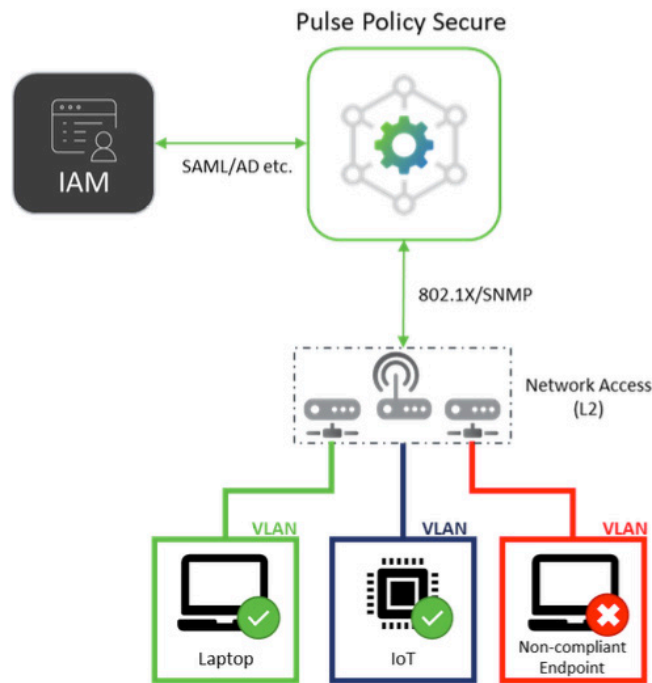 Pulse Policy Secure
IAM
SAML/AD etc.
802.1X/SNMP
Network Access
(L2)
VLAN
VLAN
VLAN
Laptop
IoT
Non-compliant
Endpoint